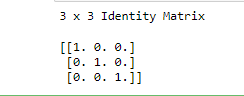 3 x 3 Identity Matrix
[[1. 0. 0.]
[0. 1. 0.]
[0. 0. 1.]]